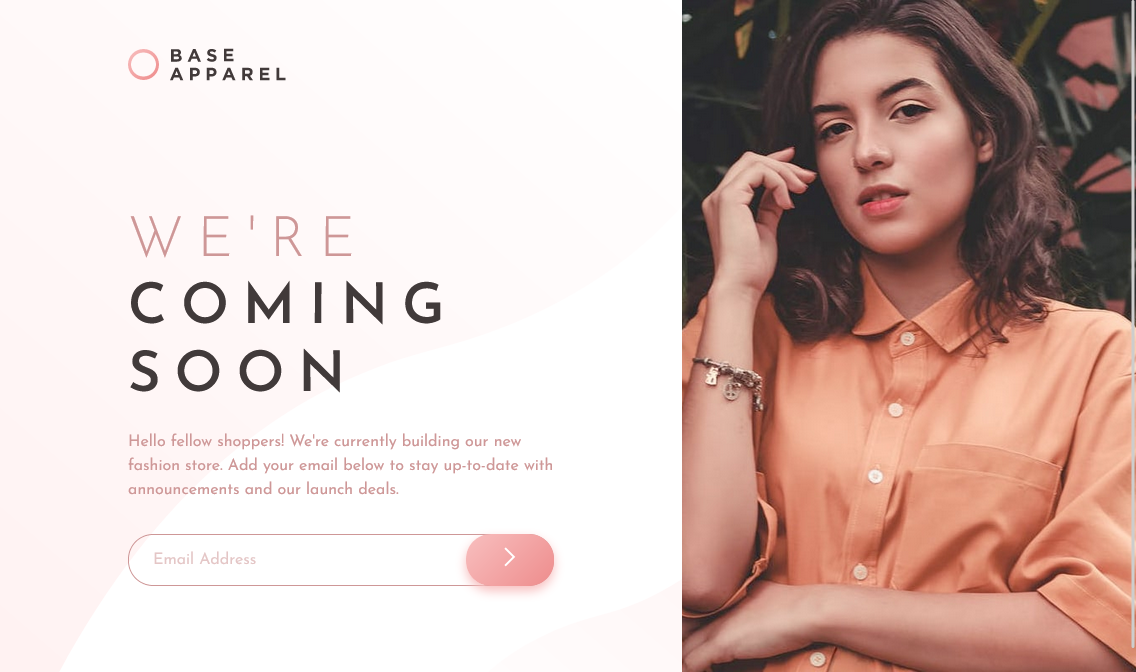 BASE
APPAREL
WE'RE
COMING
SOON
Hello fellow shoppers! We're currently building our new
fashion store. Add your email below to stay up-to-date with
announcements and our launch deals.
Email Address